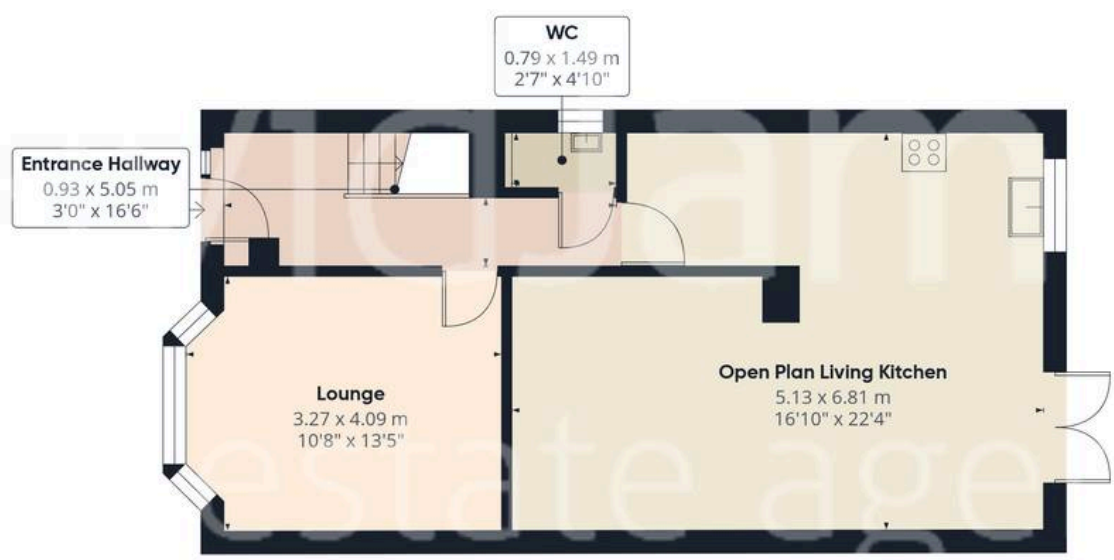 WC
0.79 x 1.49 m
2'7" x 4'10"
Entrance Hallway
0.93 x 5.05 m
3'0" x 16'6"
Lounge
3.27 x 4.09 m
10'8" x 13'5"
Open Plan Living Kitchen
5.13 x 6.81 m
16'10" x 22'4"
estate age